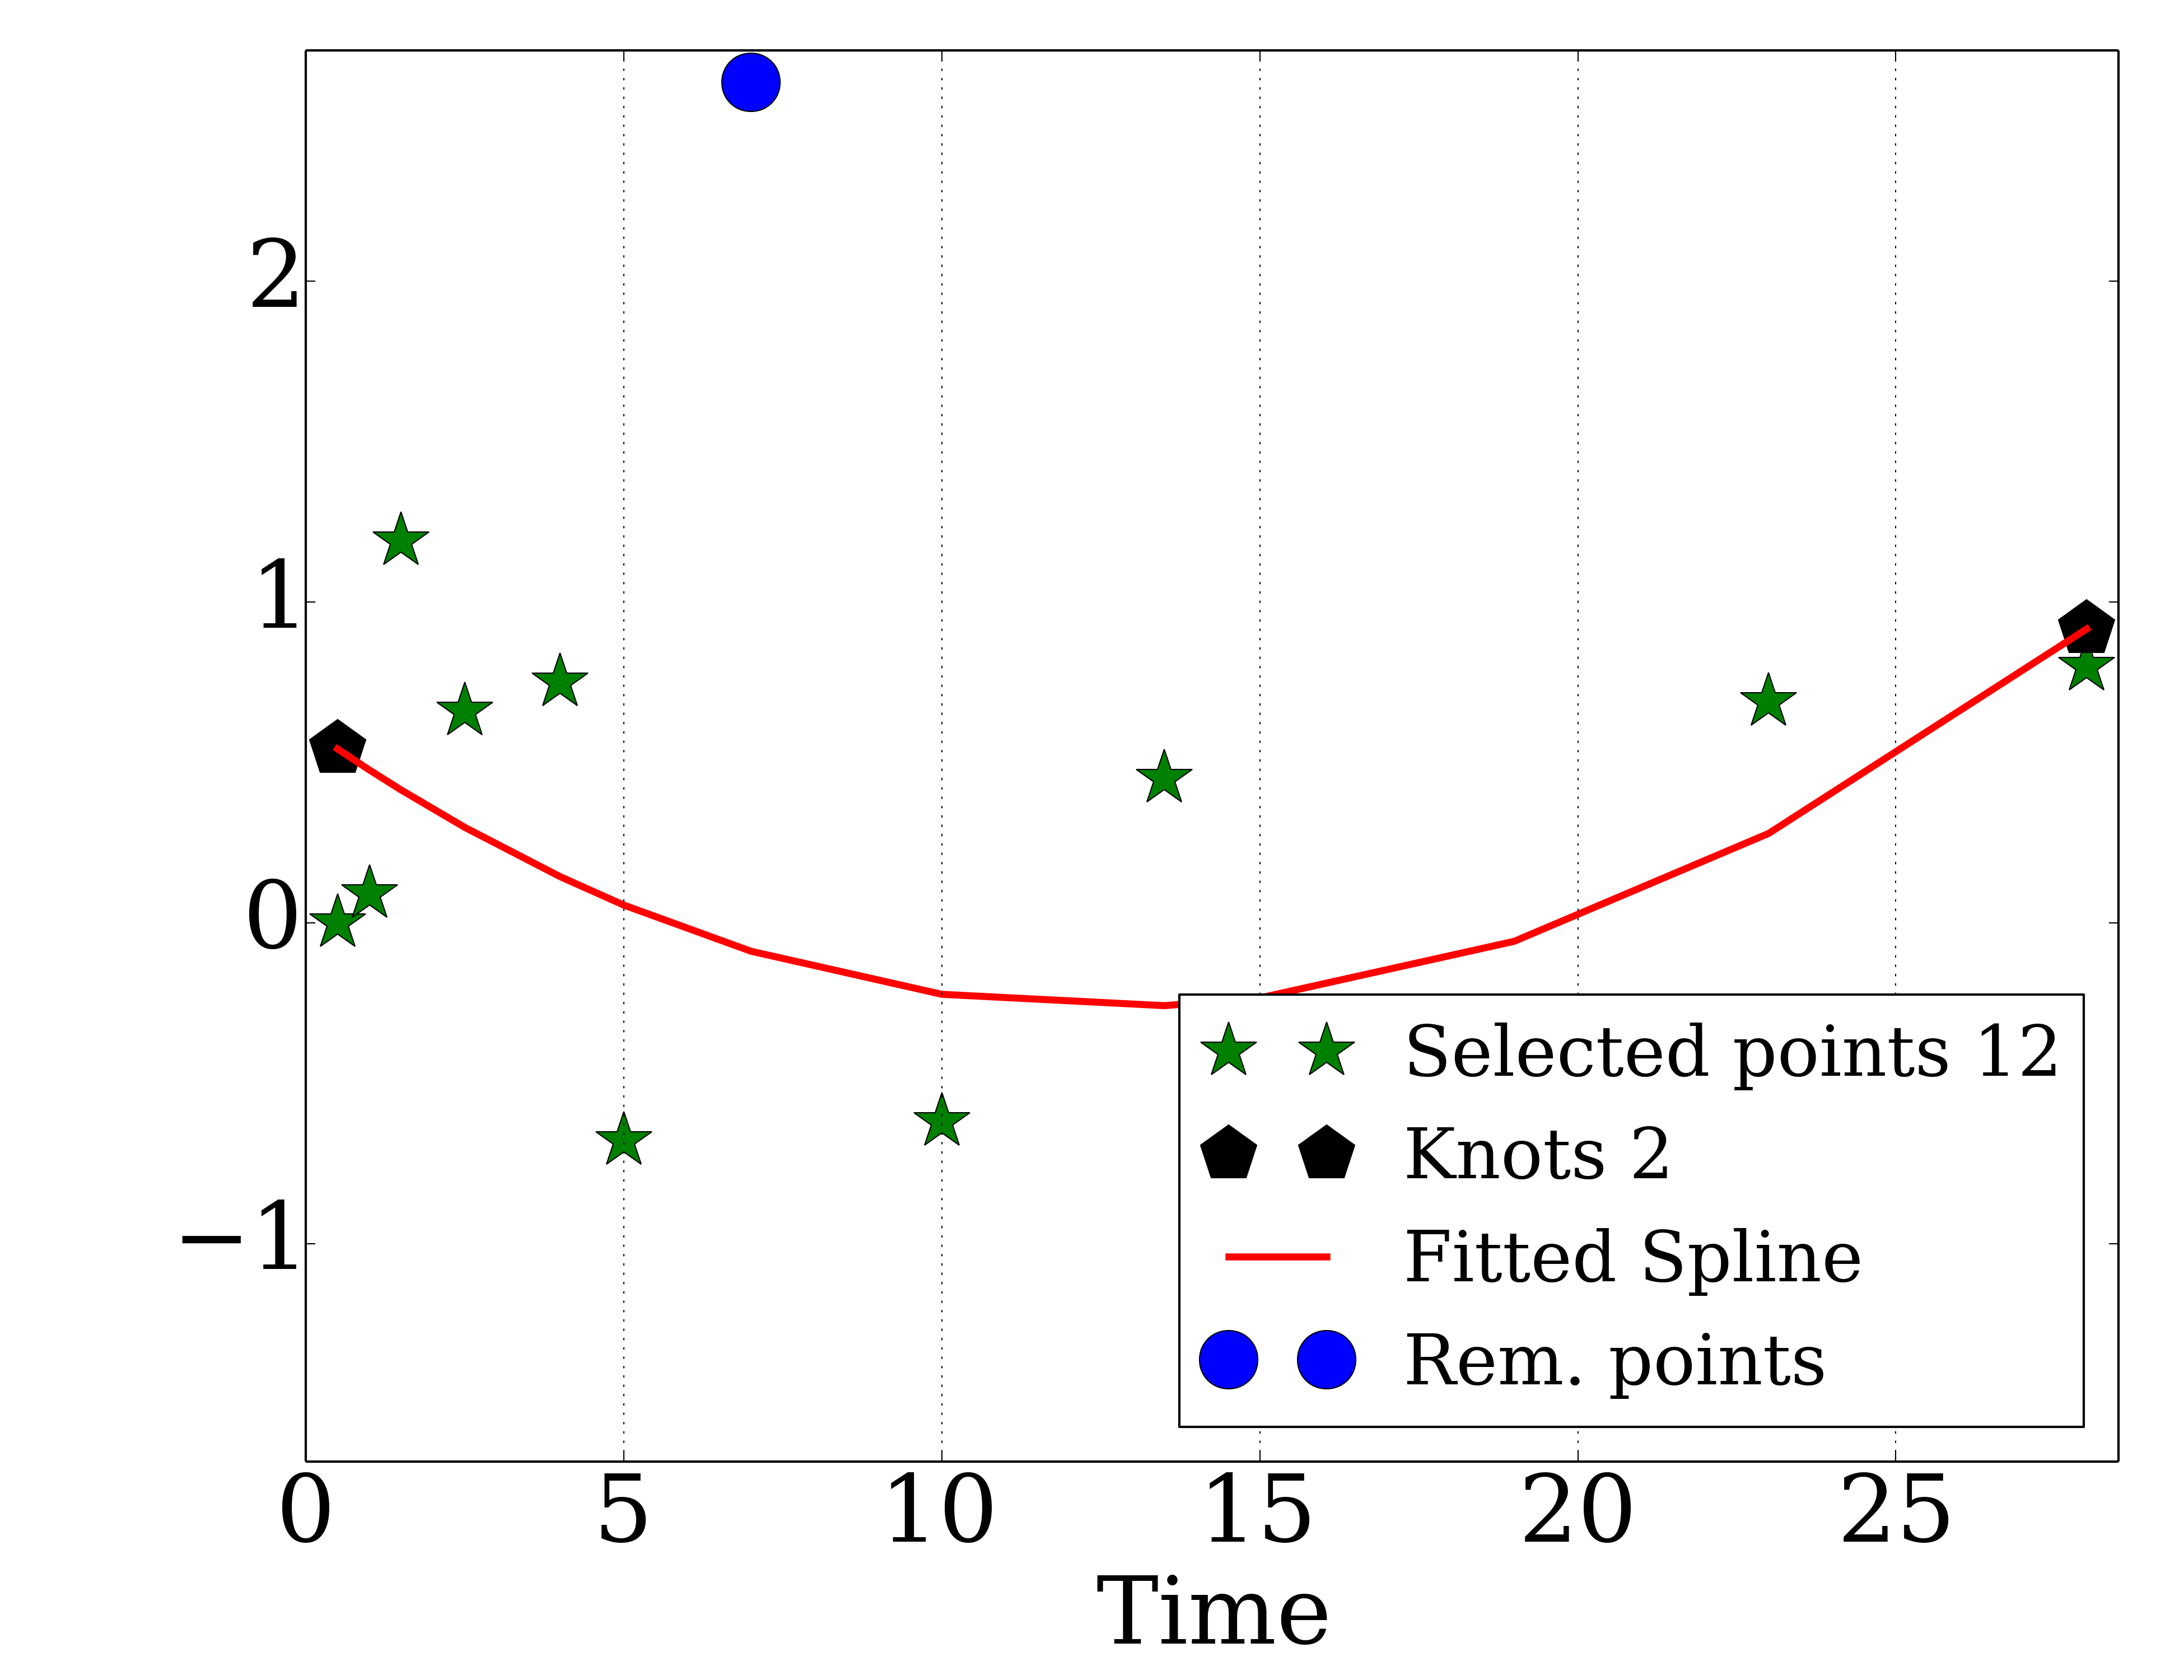 2
1
0
−1
Selected points 12
Knots 2
Fitted Spline
Rem. points
0 5 10 15 20 25
Time